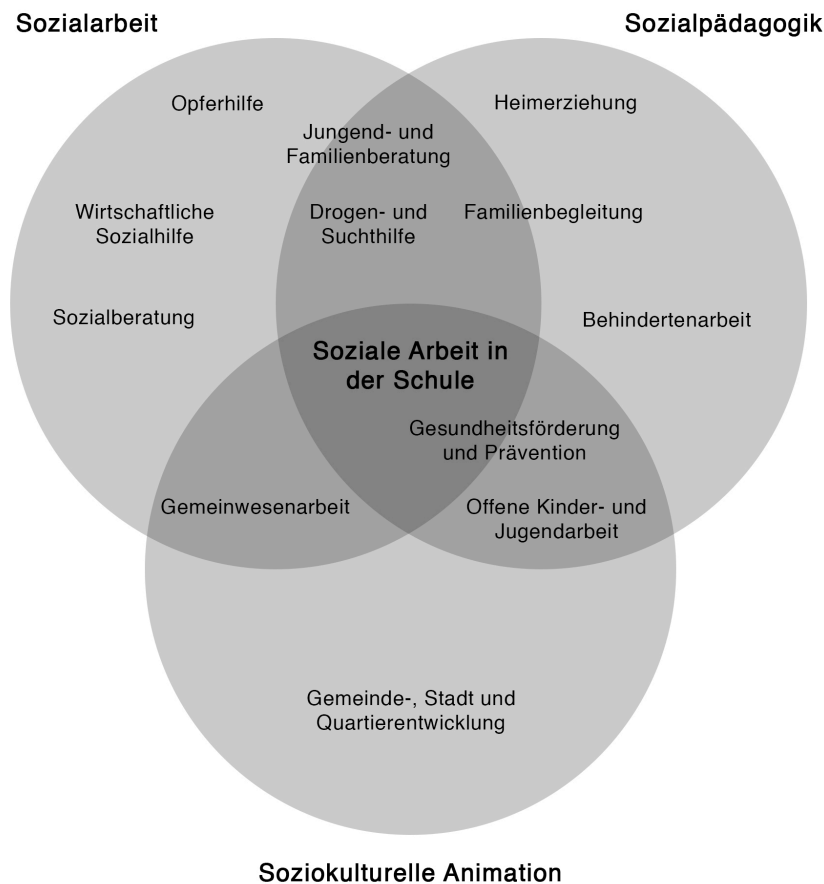 Sozialarbeit
Sozialpädagogik
Opferhilfe
Heimerziehung
Jungend- und
Familienberatung
Wirtschaftliche
Sozialhilfe
Drogen- und
Suchthilfe
Familienbegleitung
Sozialberatung
Behindertenarbeit
Soziale Arbeit in
der Schule
Gesundheitsförderung
und Prävention
Gemeinwesenarbeit
Offene Kinder- und
Jugendarbeit
Gemeinde-, Stadt und
Quartierentwicklung
Soziokulturelle Animation